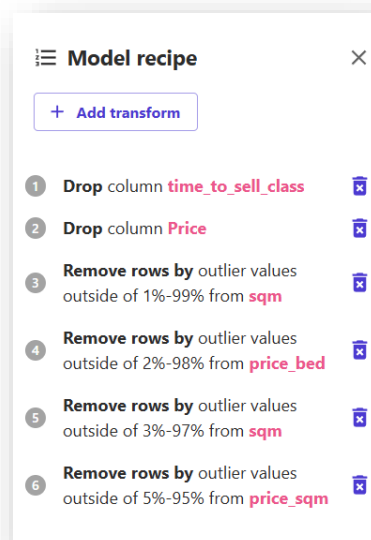 Model recipe
+ Add transform
1 Drop column time_to_sell_class
2 Drop column Price
3 Remove rows by outlier values
outside of 1%-99% from sqm
4 Remove rows by outlier values
outside of 2%-98% from price_bed
5 Remove rows by outlier values
outside of 3%-97% from sqm
6 Remove rows by outlier values
outside of 5%-95% from price_sqm